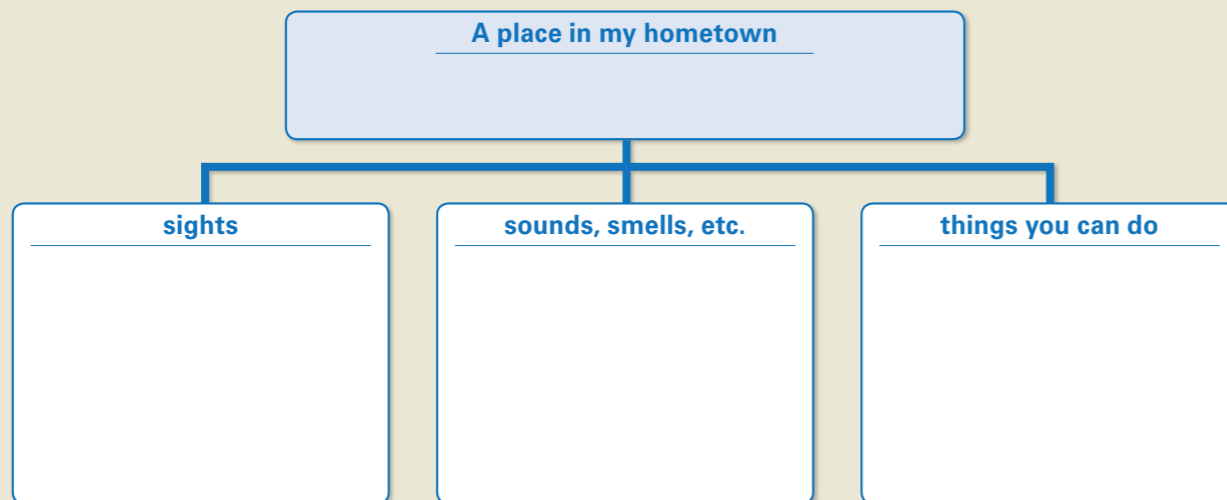 A place in my hometown
sights
sounds, smells, etc.
things you can do